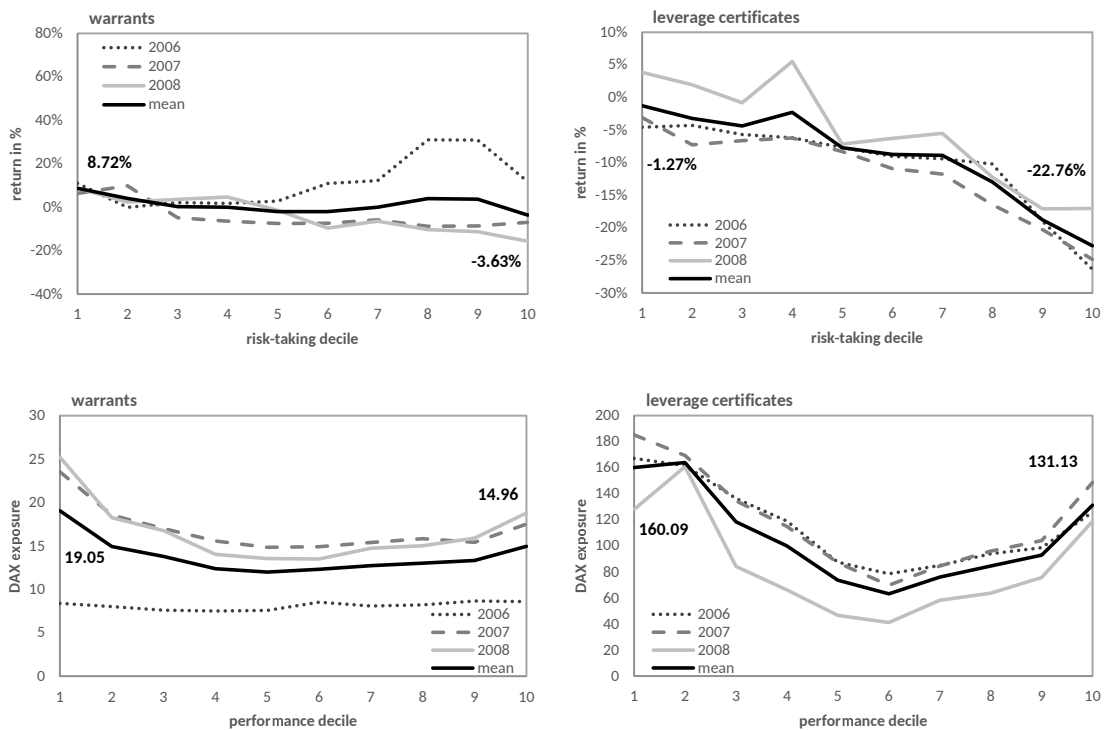 warrants
80%
60%
40%
20%
0%
-20%
-40%
return in %
2006
2007
2008
mean
8.72%
-3.63%
1 2 3 4 5 6 7 8 9 10
risk-taking decile
leverage certificates
10%
5%
0%
-5%
-10%
-15%
-20%
-25%
-30%
return in %
-1.27%
-22.76%
2006
2007
2008
mean
1 2 3 4 5 6 7 8 9 10
risk-taking decile
warrants
30
25
20
15
10
5
0
DAX exposure
19.05
14.96
2006
2007
2008
mean
1 2 3 4 5 6 7 8 9 10
performance decile
leverage certificates
200
180
160
140
120
100
80
60
40
20
0
DAX exposure
160.09
131.13
2006
2007
2008
mean
1 2 3 4 5 6 7 8 9 10
performance decile